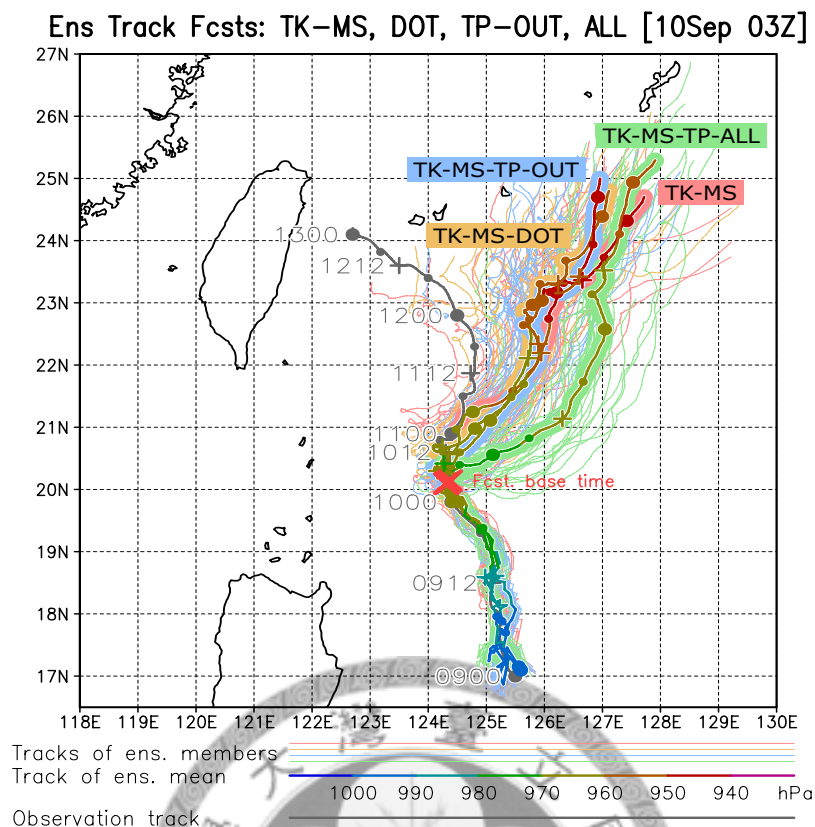 Ens Track Fcsts: TK-MS, DOT, TP-OUT, ALL [10Sep 03Z]
27N
26N
25N
24N
23N
22N
21N
20N
19N
18N
17N
TK-MS-TP-ALL
TK-MS-TP-OUT
TK-MS
TK-MS-DOT
1300
1212
1200
1112
1100
1012
Fcst. base time
1000
0912
0900
118E 119E 120E 121E 122E 123E 124E 125E 126E 127E 128E 129E 130E
Tracks of ens. members
Track of ens. mean
1000 990 980 970 960 950 940 hPa
Observation track
大 灣 臺 立